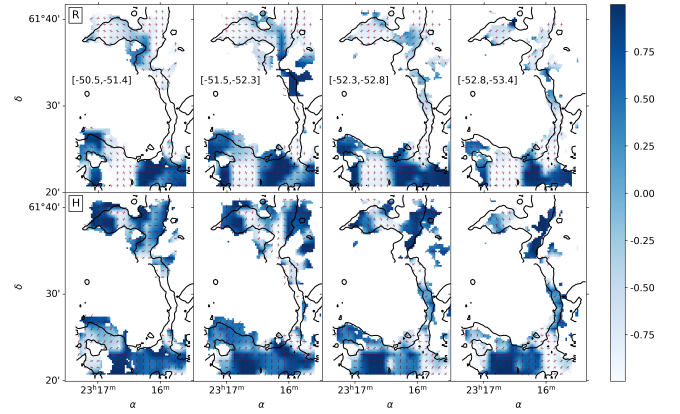 R
61°40'
[-50.5,-51.4]
[-51.5,-52.3]
[-52.3,-52.8]
[-52.8,-53.4]
δ
30'
20'
H
61°40'
δ
30'
20'
23ʰ17ᵐ
16ᵐ
23ʰ17ᵐ
16ᵐ
23ʰ17ᵐ
16ᵐ
23ʰ17ᵐ
16ᵐ
α
α
α
α
0.75
0.50
0.25
0.00
-0.25
-0.50
-0.75